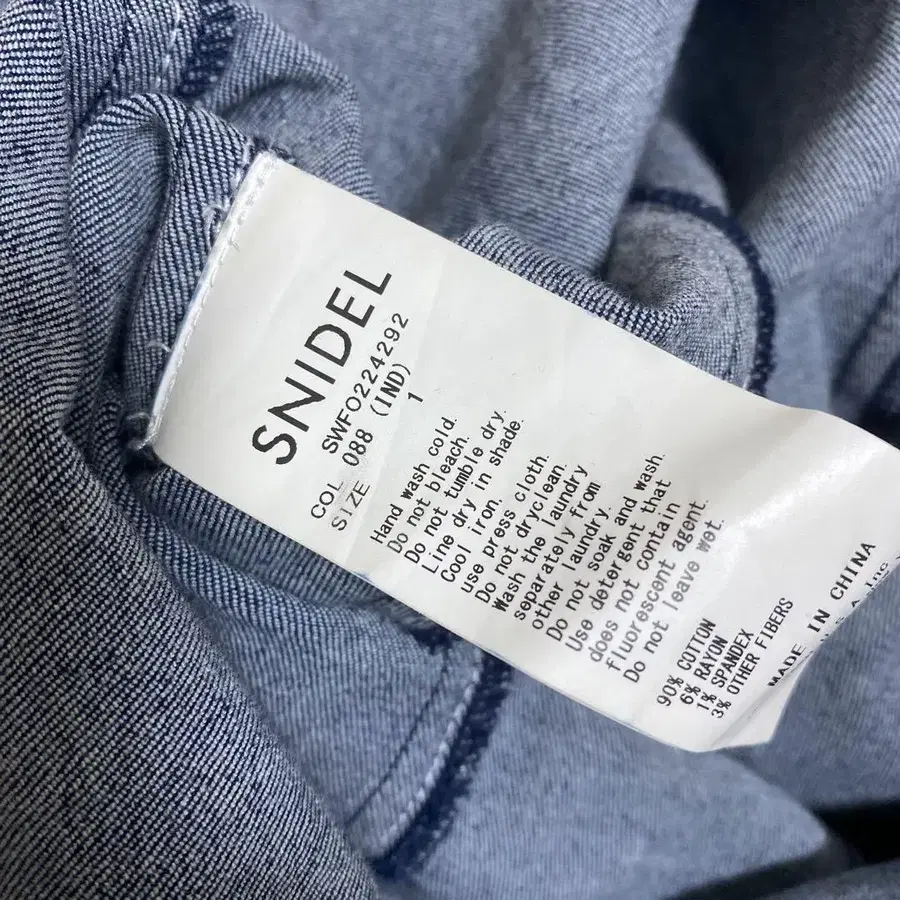 SNIDEL
SWFO224292
COL 088 (IND)
SIZE 1
Hand wash cold.
Do not bleach.
Do not tumble dry.
Line dry in shade.
Cool iron.
use press cloth.
Do not dryclean.
Wash the laundry
separately from
other laundry.
Do not soak and wash.
Use detergent that
does not contain
fluorescent agent.
Do not leave wet.
90% COTTON
6% RAYON
1% SPANDEX
3% OTHER FIBERS
MADE IN CHINA